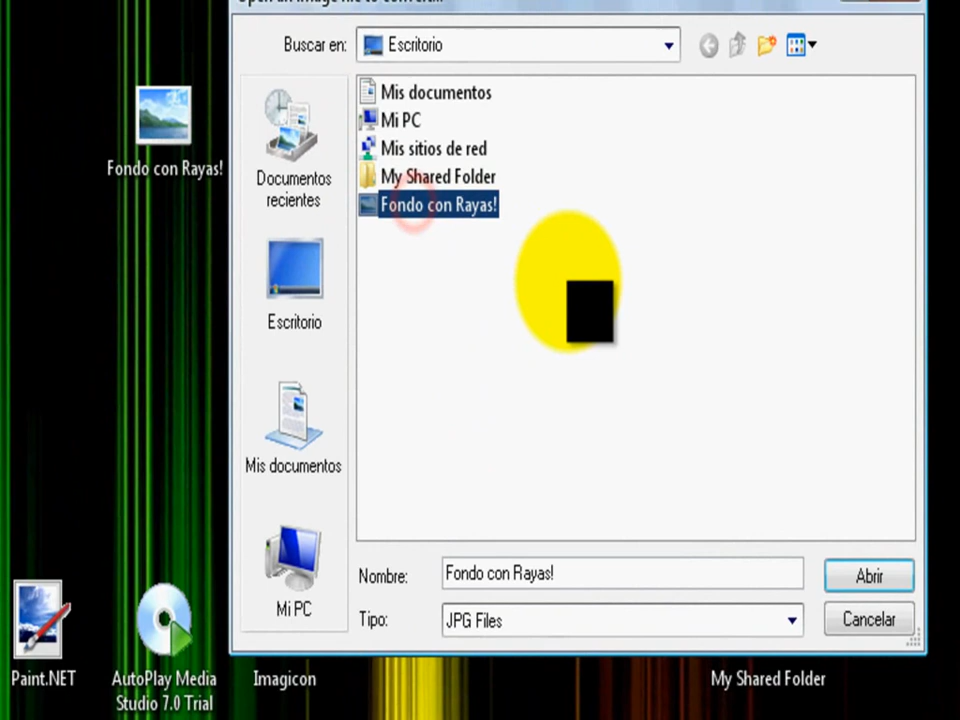 Open an image file to convert...
Buscar en:
Escritorio
Fondo con Rayas!
Documentos
recientes
Escritorio
Mis documentos
Mi PC
Mis documentos
Mi PC
Mis sitios de red
My Shared Folder
Fondo con Rayas!
Nombre:
Fondo con Rayas!
Abrir
Tipo:
JPG Files
Cancelar
Paint.NET
AutoPlay Media
Studio 7.0 Trial
Imagicon
My Shared Folder